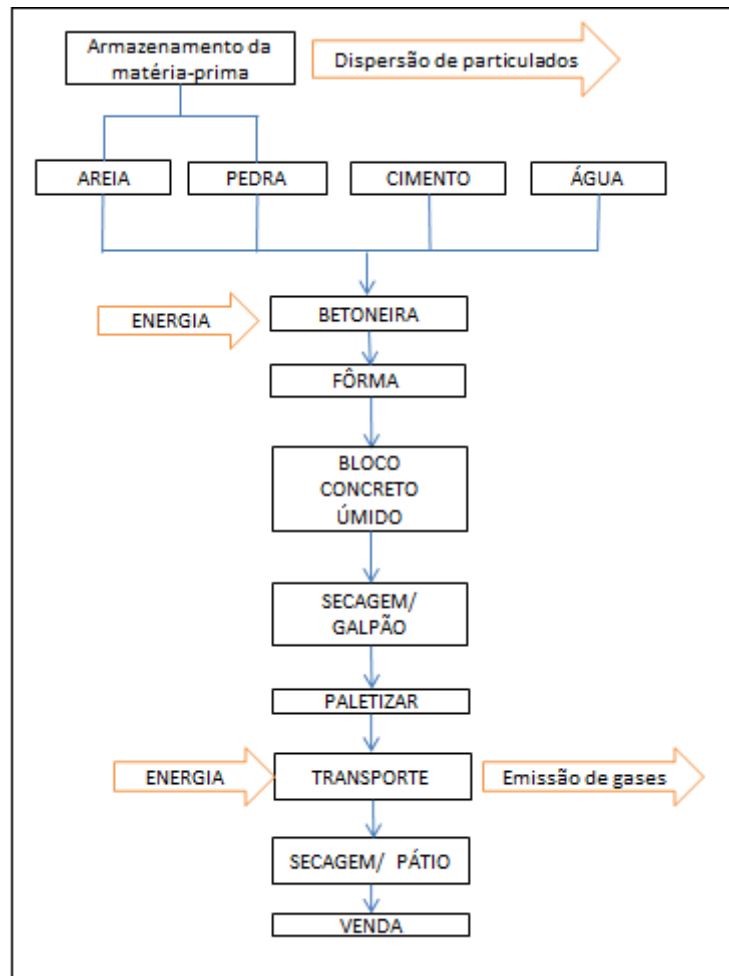 Armazenamento da
matéria-prima
Dispersão de particulados
AREIA
PEDRA
CIMENTO
ÁGUA
ENERGIA
BETONEIRA
FÔRMA
BLOCO
CONCRETO
ÚMIDO
SECAGEM/
GALPÃO
PALETIZAR
ENERGIA
TRANSPORTE
Emissão de gases
SECAGEM/ PÁTIO
VENDA